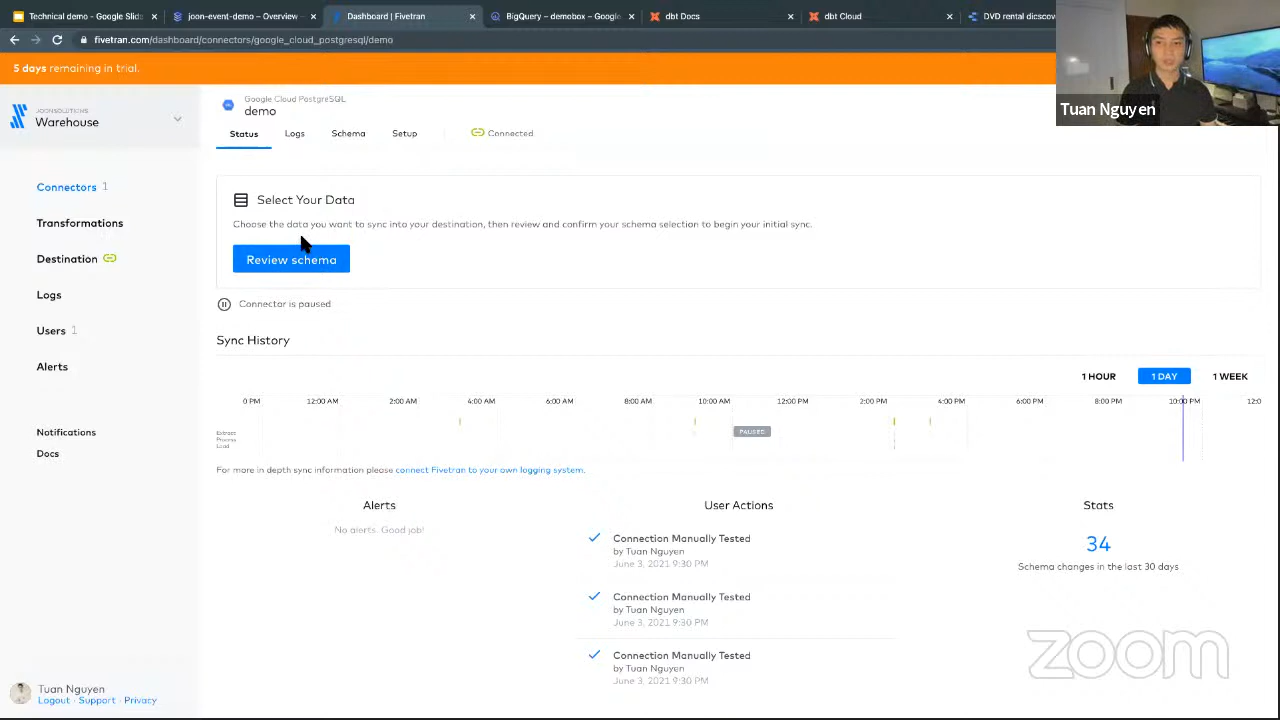 Technical demo - Google Slides
joon-event-demo – Overview –
Dashboard | Fivetran
BigQuery – demobox – Google
dbt Docs
dbt Cloud
DVD rental dicscov
fivetran.com/dashboard/connectors/google_cloud_postgresql/demo
5 days remaining in trial.
Tuan Nguyen
JOONSOLUTIONS
Warehouse
Connectors 1
Transformations
Destination
Logs
Users 1
Alerts
Notifications
Docs
Tuan Nguyen
Logout · Support · Privacy
Google Cloud PostgreSQL
demo
Status
Logs
Schema
Setup
Connected
Select Your Data
Choose the data you want to sync into your destination, then review and confirm your schema selection to begin your initial sync.
Review schema
Connector is paused
Sync History
1 HOUR
1 DAY
1 WEEK
0 PM
12:00 AM
2:00 AM
4:00 AM
6:00 AM
8:00 AM
10:00 AM
12:00 PM
2:00 PM
4:00 PM
6:00 PM
8:00 PM
10:00 PM
12:0
Extract
Process
Load
PAUSED
For more in depth sync information please connect Fivetran to your own logging system.
Alerts
No alerts. Good job!
User Actions
Connection Manually Tested
by Tuan Nguyen
June 3, 2021 9:30 PM
Connection Manually Tested
by Tuan Nguyen
June 3, 2021 9:30 PM
Connection Manually Tested
by Tuan Nguyen
June 3, 2021 9:30 PM
Stats
34
Schema changes in the last 30 days
zoom